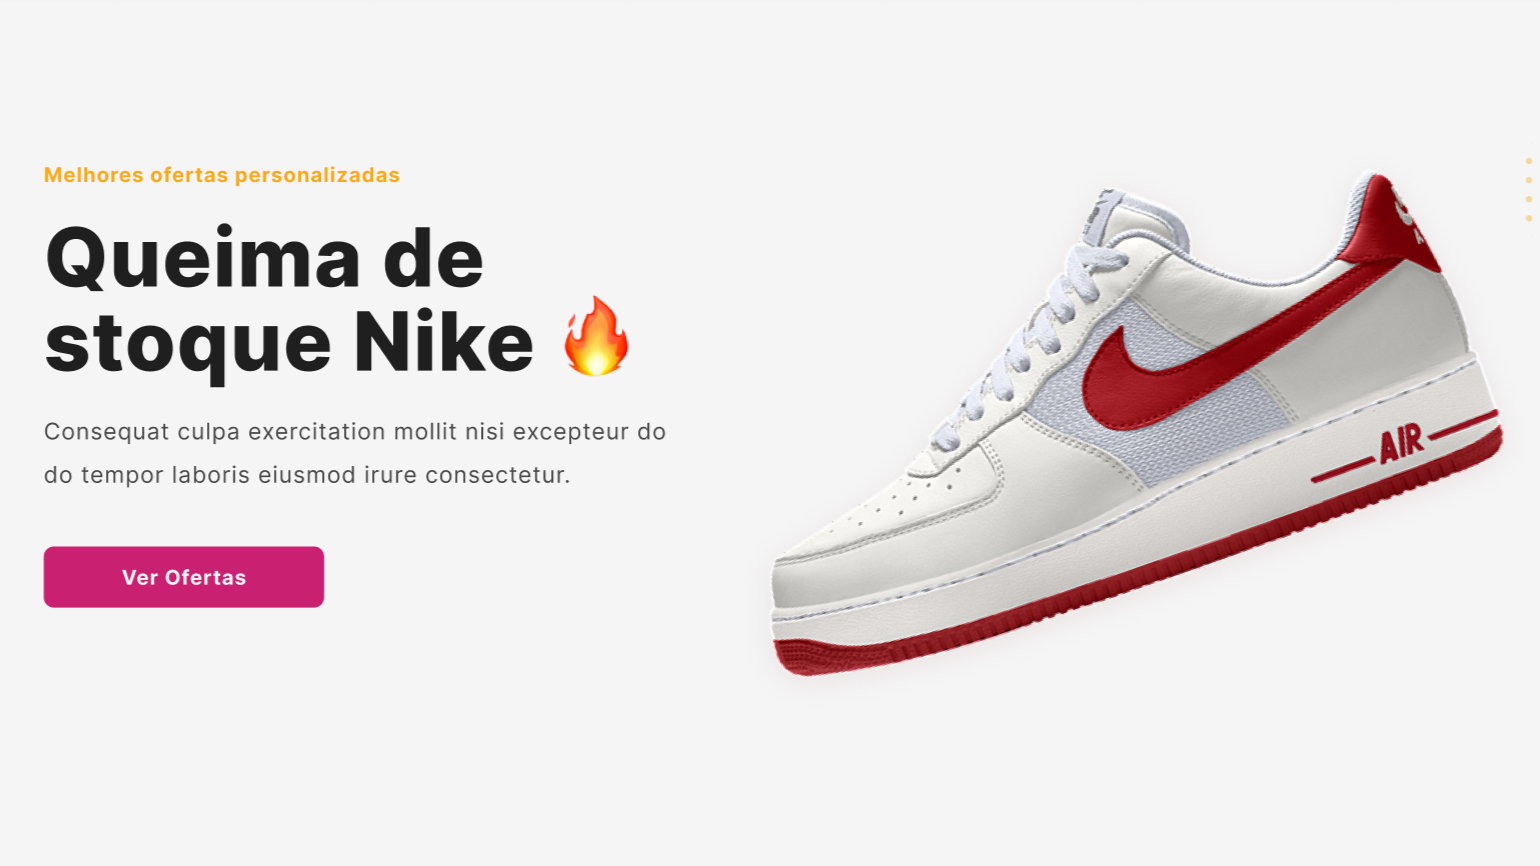 Melhores ofertas personalizadas
Queima de
stoque Nike 🔥
Consequat culpa exercitation mollit nisi excepteur do
do tempor laboris eiusmod irure consectetur.
Ver Ofertas
AIR